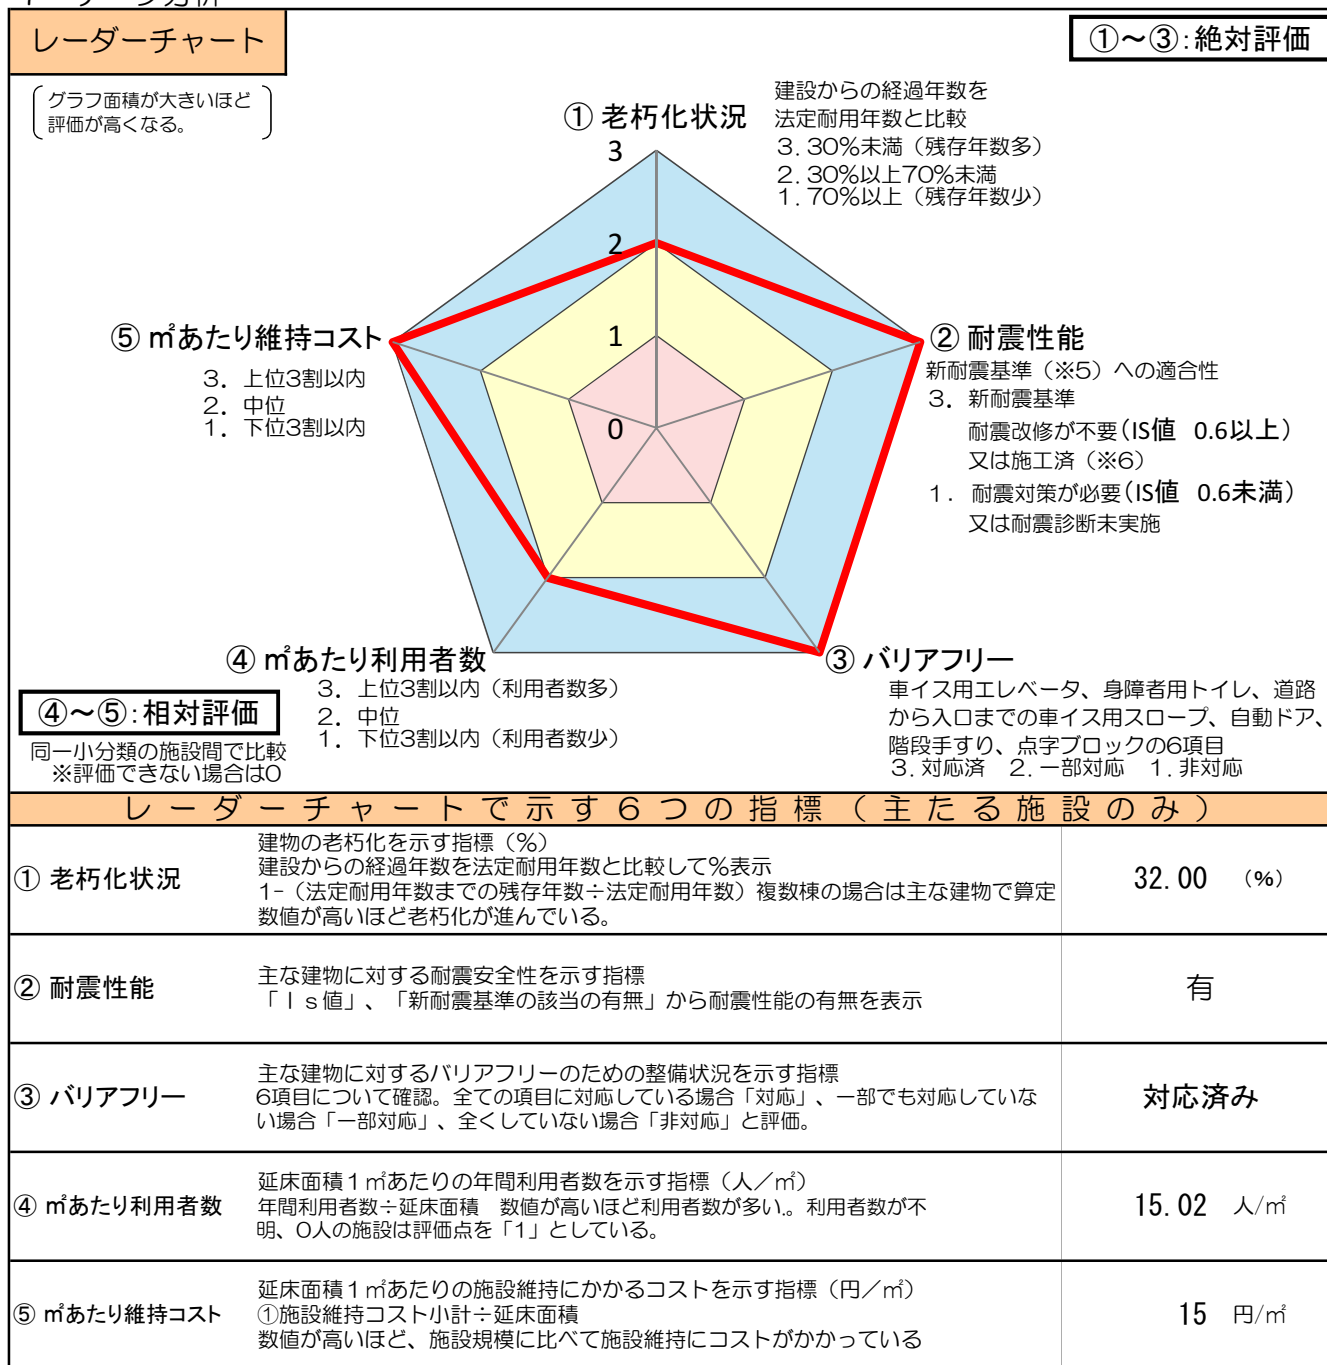 レーダーチャート
①～③:絶対評価
グラフ面積が大きいほど
評価が高くなる。
① 老朽化状況
建設からの経過年数を
法定耐用年数と比較
3.30%未満（残存年数多）
2.30%以上70%未満
1.70%以上（残存年数少）
3
2
1
0
⑤ ㎡あたり維持コスト
3．上位3割以内
2．中位
1．下位3割以内
② 耐震性能
新耐震基準（※5）への適合性
3．新耐震基準
耐震改修が不要(IS値 0.6以上)
又は施工済（※6）
1．耐震対策が必要(IS値 0.6未満)
又は耐震診断未実施
④ ㎡あたり利用者数
3．上位3割以内（利用者数多）
2．中位
1．下位3割以内（利用者数少）
③ バリアフリー
車イス用エレベータ、身障者用トイレ、道路
から入口までの車イス用スロープ、自動ドア、
階段手すり、点字ブロックの6項目
3.対応済 2.一部対応 1.非対応
④～⑤:相対評価
同一小分類の施設間で比較
※評価できない場合は0
レーダーチャートで示す6つの指標（主たる施設のみ）
① 老朽化状況
建物の老朽化を示す指標（%）
建設からの経過年数を法定耐用年数と比較して%表示
1-（法定耐用年数までの残存年数÷法定耐用年数）複数棟の場合は主な建物で算定
数値が高いほど老朽化が進んでいる。
32.00 （%）
② 耐震性能
主な建物に対する耐震安全性を示す指標
「Ｉｓ値」、「新耐震基準の該当の有無」から耐震性能の有無を表示
有
③ バリアフリー
主な建物に対するバリアフリーのための整備状況を示す指標
6項目について確認。全ての項目に対応している場合「対応」、一部でも対応していな
い場合「一部対応」、全くしていない場合「非対応」と評価。
対応済み
④ ㎡あたり利用者数
延床面積１㎡あたりの年間利用者数を示す指標（人／㎡）
年間利用者数÷延床面積　数値が高いほど利用者数が多い。利用者数が不
明、0人の施設は評価点を「1」としている。
15.02 人/㎡
⑤ ㎡あたり維持コスト
延床面積１㎡あたりの施設維持にかかるコストを示す指標（円／㎡）
①施設維持コスト小計÷延床面積
数値が高いほど、施設規模に比べて施設維持にコストがかかっている
15 円/㎡